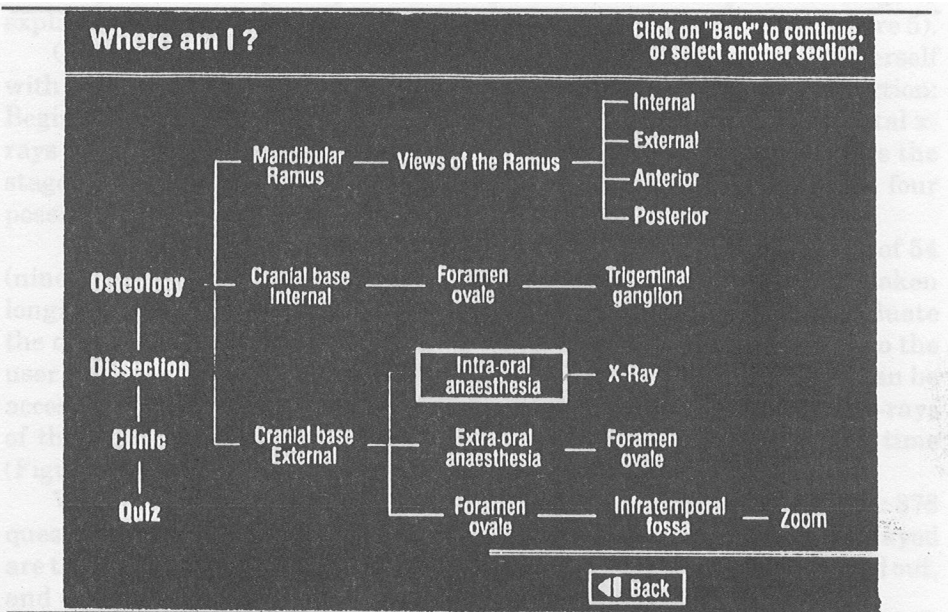 Where am I ?
Click on "Back" to continue,
or select another section.
Internal
External
Mandibular
Ramus
Views of the Ramus
Anterior
Posterior
Osteology
Cranial base
Internal
Foramen
ovale
Trigeminal
ganglion
Dissection
Intra-oral
anaesthesia
X-Ray
Clinic
Cranial base
External
Extra-oral
anaesthesia
Foramen
ovale
Quiz
Foramen
ovale
Infratemporal
fossa
Zoom
Back